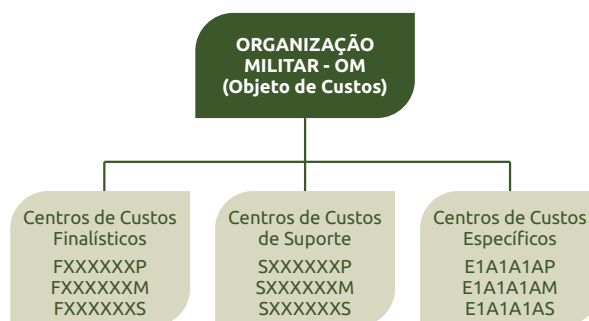 ORGANIZAÇÃO
MILITAR - OM
(Objeto de Custos)
Centros de Custos
Finalísticos
FXXXXXXP
FXXXXXXM
FXXXXXXS
Centros de Custos
de Suporte
SXXXXXXP
SXXXXXXM
SXXXXXXS
Centros de Custos
Específicos
E1A1A1AP
E1A1A1AM
E1A1A1AS